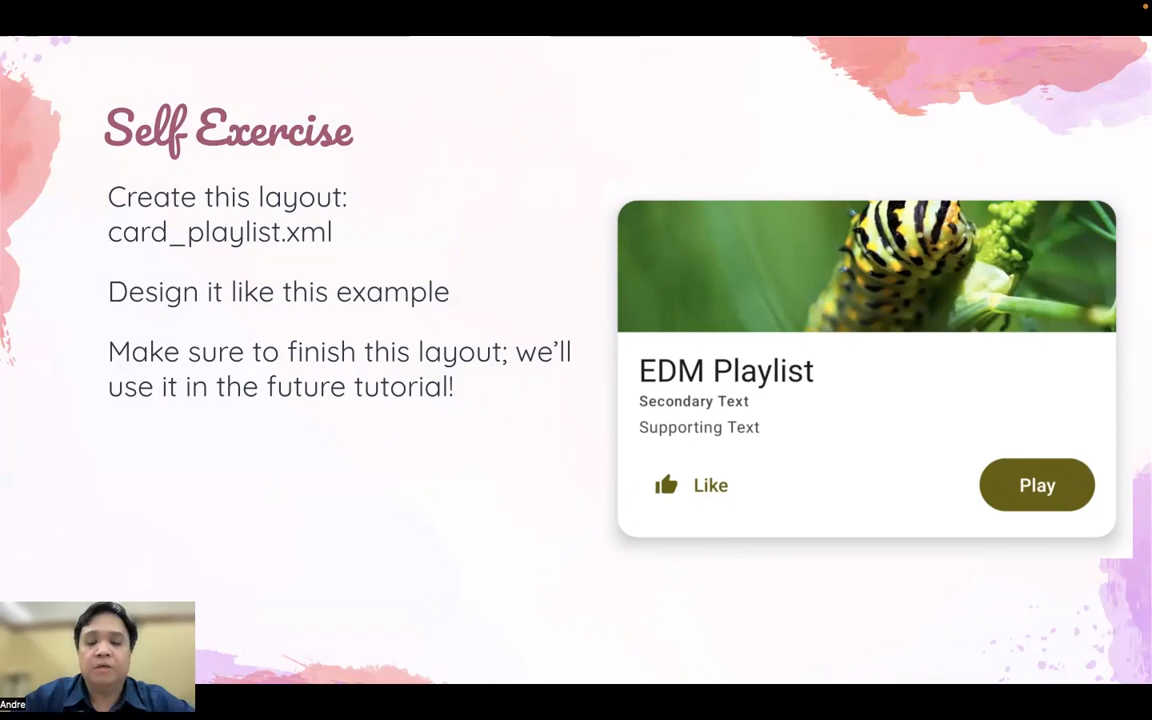 Self Exercise
Create this layout:
card_playlist.xml
Design it like this example
Make sure to finish this layout; we’ll
use it in the future tutorial!
EDM Playlist
Secondary Text
Supporting Text
Like
Play
Andre